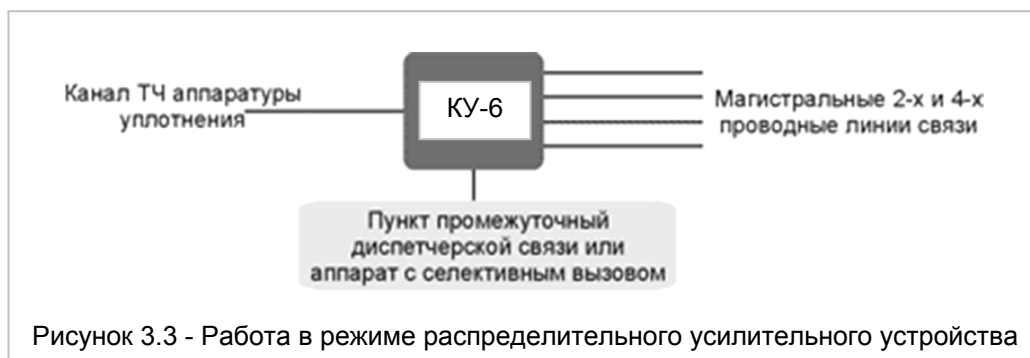 Канал ТЧ аппаратуры
уплотнения
КУ-6
Магистральные 2-х и 4-х
проводные линии связи
Пункт промежуточный
диспетчерской связи или
аппарат с селективным вызовом
Рисунок 3.3 - Работа в режиме распределительного усилительного устройства